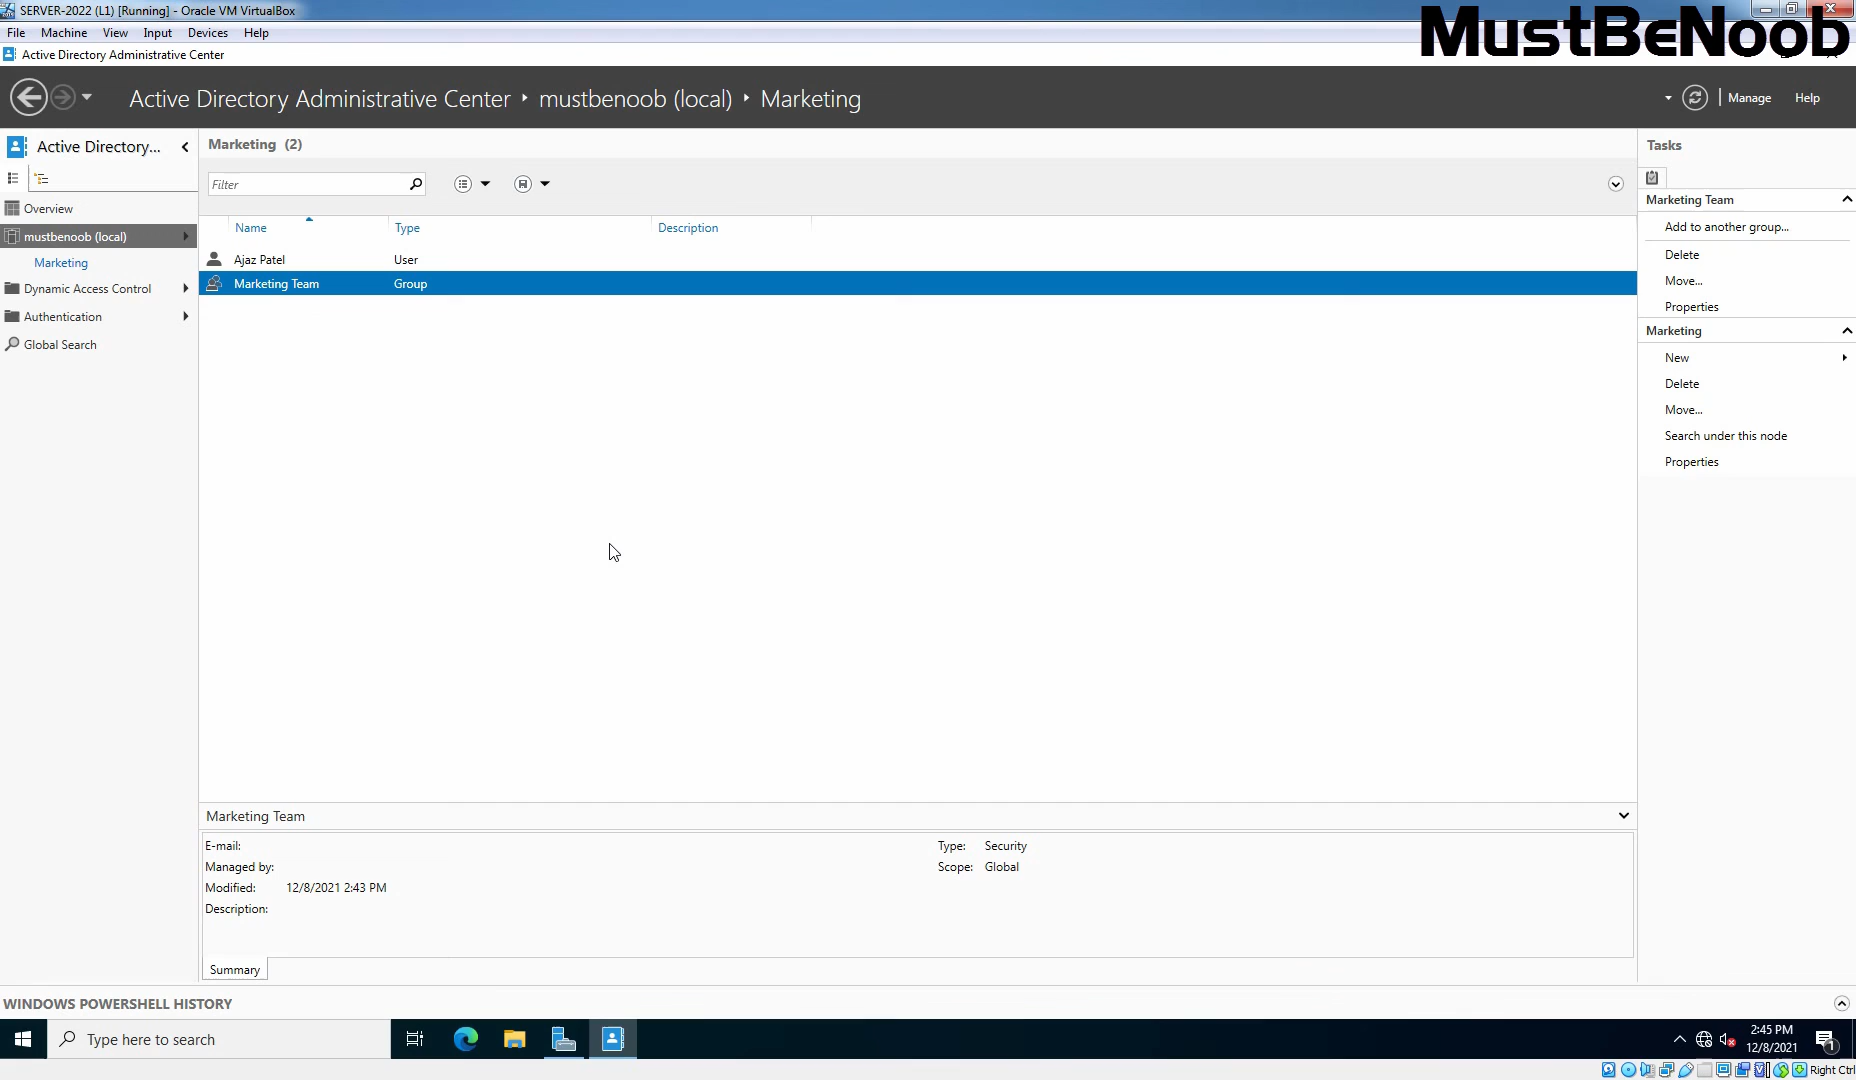 SERVER-2022 (L1) [Running] - Oracle VM VirtualBox
MustBeNoob
File Machine View Input Devices Help
Active Directory Administrative Center
Active Directory Administrative Center mustbenoob (local) Marketing
Manage Help
Active Directory...
Overview
mustbenoob (local)
Marketing
Dynamic Access Control
Authentication
Global Search
Marketing (2)
Filter
Name Type Description
Ajaz Patel User
Marketing Team Group
Marketing Team
E-mail:
Managed by:
Modified: 12/8/2021 2:43 PM
Description:
Type: Security
Scope: Global
Summary
Tasks
Marketing Team
Add to another group...
Delete
Move...
Properties
Marketing
New
Delete
Move...
Search under this node
Properties
WINDOWS POWERSHELL HISTORY
Type here to search
2:45 PM
12/8/2021
1
Right Ctrl